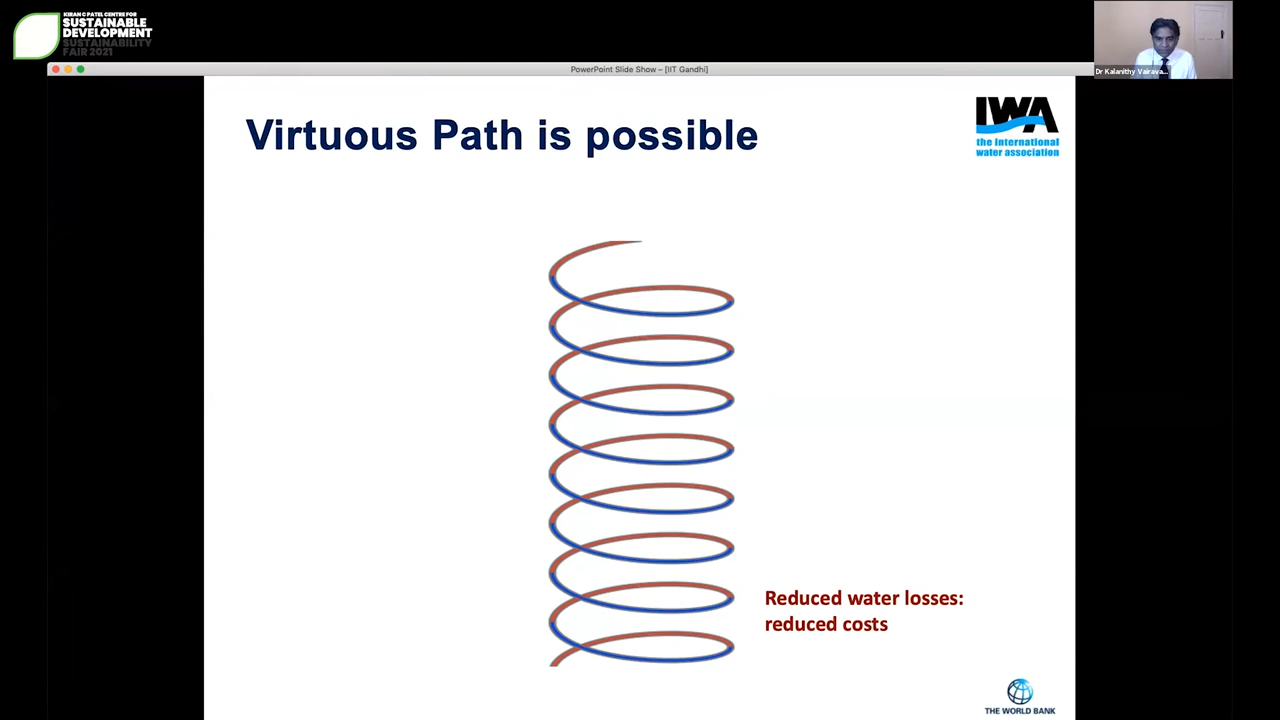 KIRAN C PATEL CENTRE FOR
SUSTAINABLE
DEVELOPMENT
SUSTAINABILITY
FAIR 2021
PowerPoint Slide Show – [IIT Gandhi]
Dr Kalanithy Vairava...
Virtuous Path is possible
IWA
the international
water association
Reduced water losses:
reduced costs
THE WORLD BANK